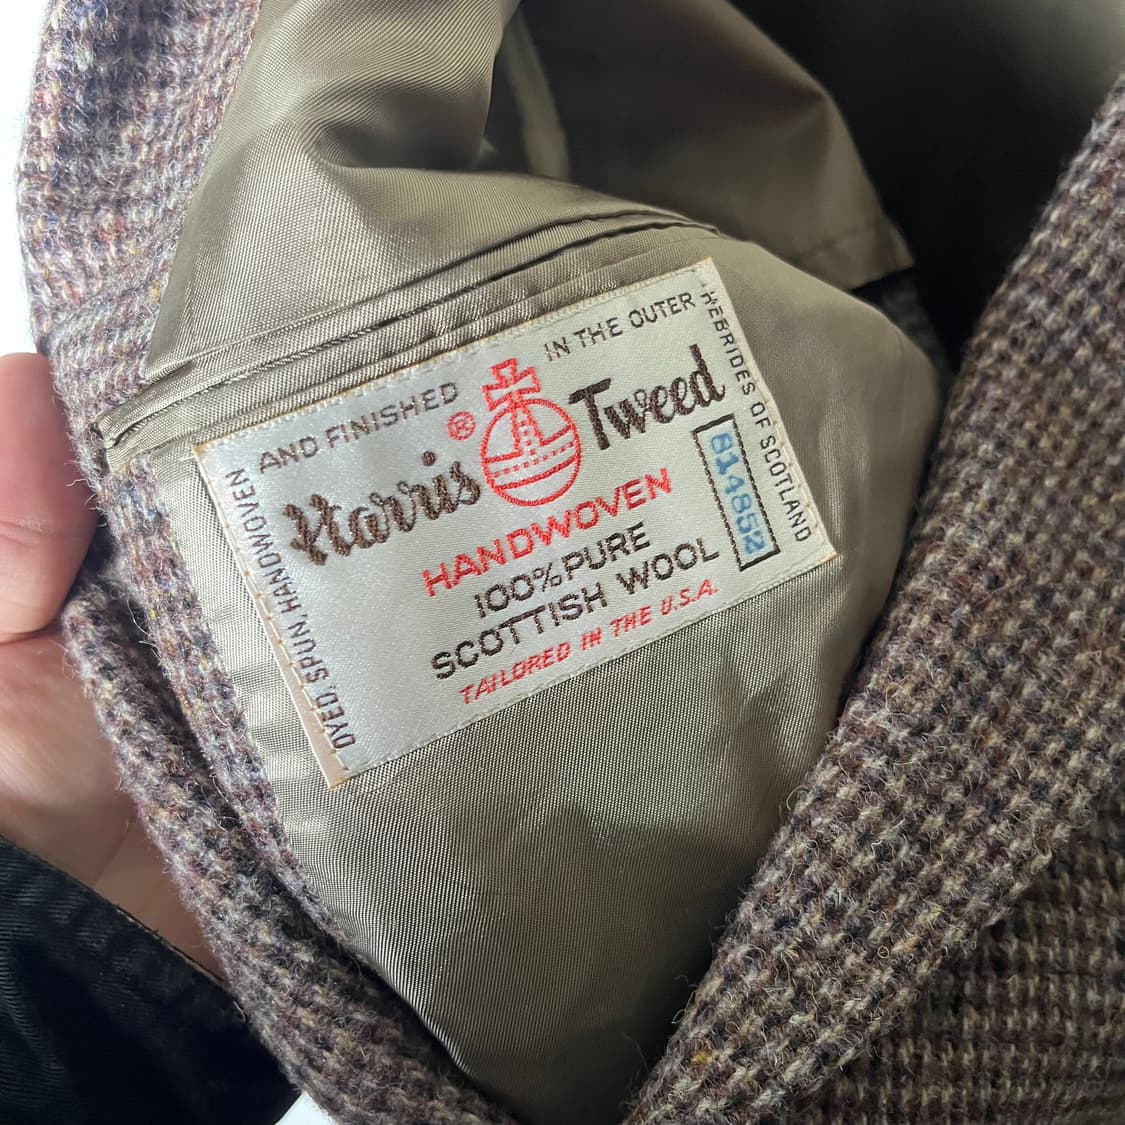 DYED, SPUN, HANDWOVEN
AND FINISHED
IN THE OUTER
HEBRIDES OF SCOTLAND
Harris ® Tweed
HANDWOVEN
100% PURE
SCOTTISH WOOL
TAILORED IN THE U.S.A.
814852